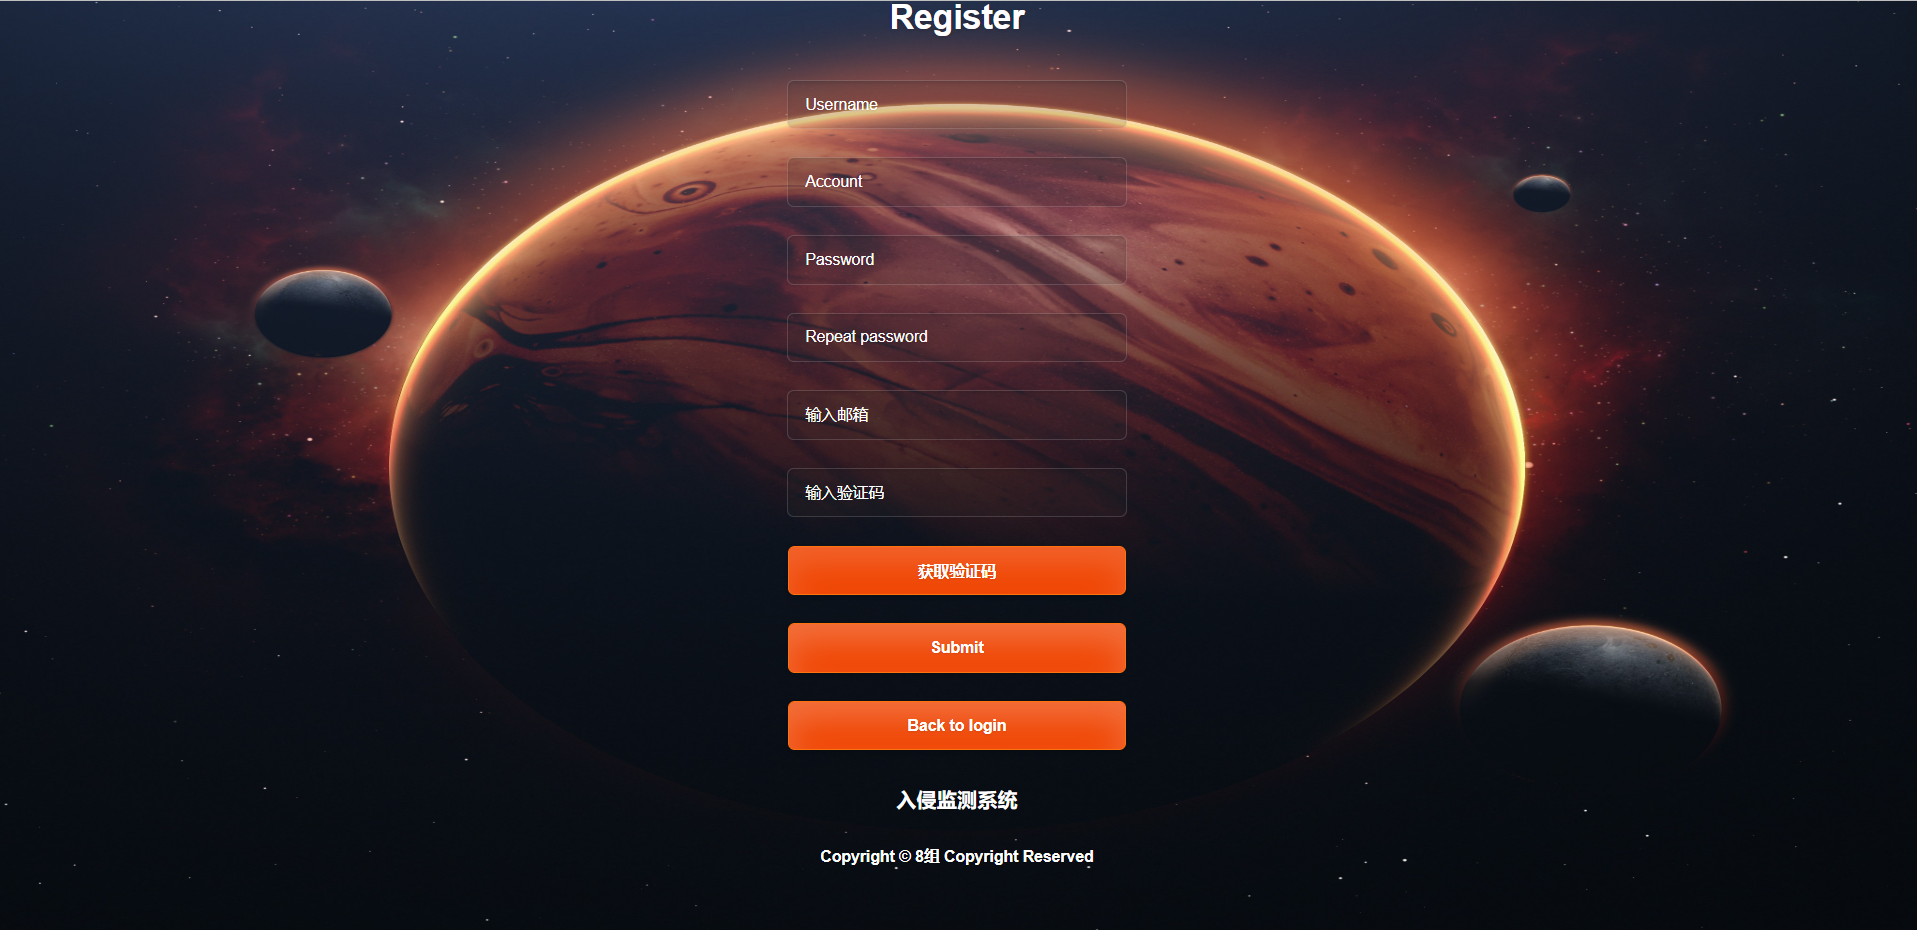 Register
Username
Account
Password
Repeat password
输入邮箱
输入验证码
获取验证码
Submit
Back to login
入侵监测系统
Copyright © 8组 Copyright Reserved